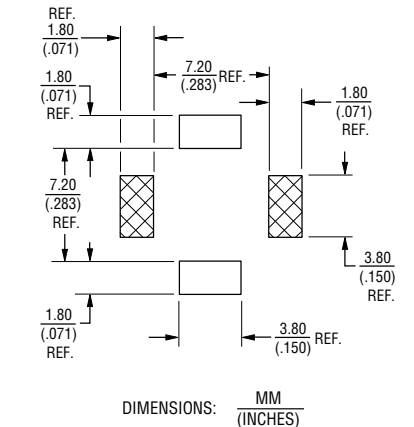 REF.
1.80
(.071)
7.20
(.283)
REF.
1.80
(.071)
REF.
1.80
(.071)
REF.
7.20
(.283)
REF.
3.80
(.150)
REF.
1.80
(.071)
REF.
3.80
(.150)
REF.
DIMENSIONS:
MM
(INCHES)